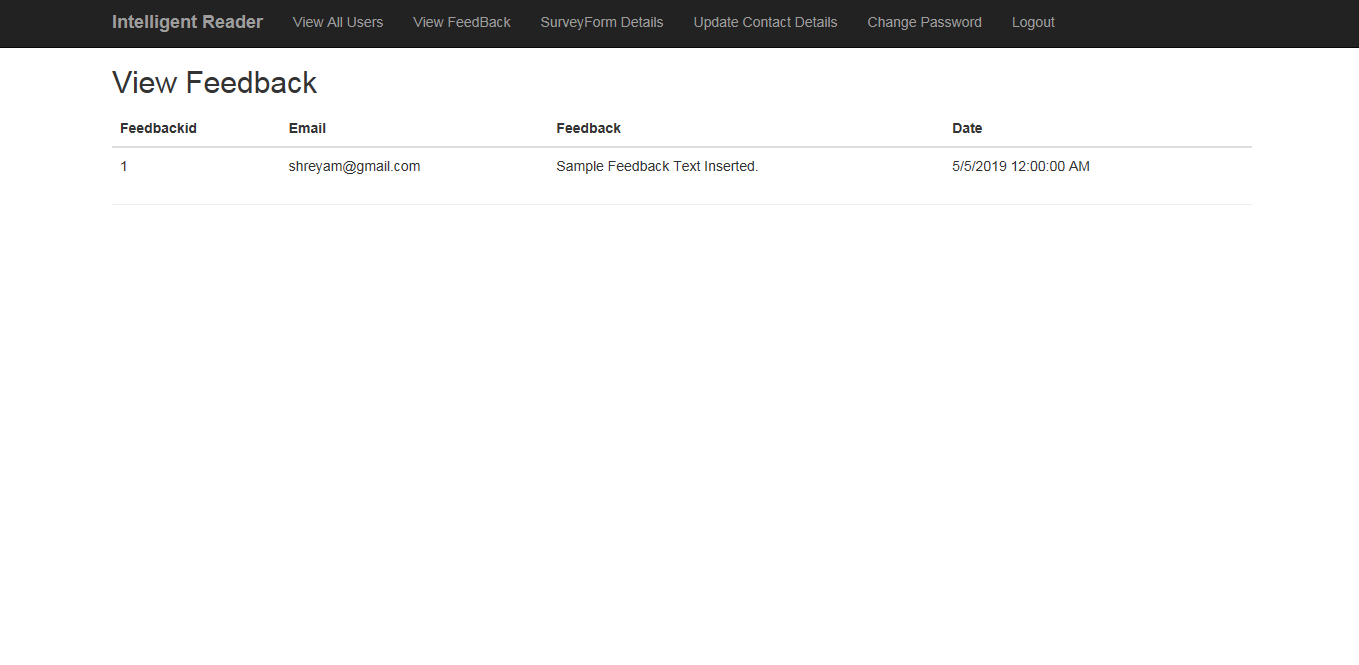 Intelligent Reader View All Users View FeedBack SurveyForm Details Update Contact Details Change Password Logout
View Feedback
Feedbackid Email Feedback Date
1 shreyam@gmail.com Sample Feedback Text Inserted. 5/5/2019 12:00:00 AM